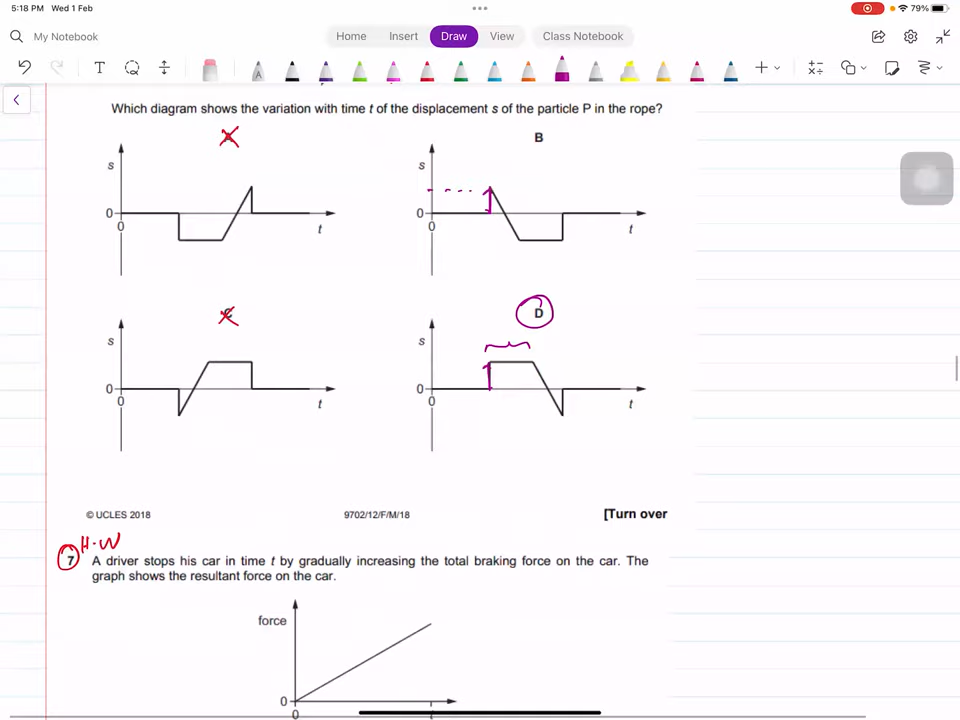 5:18 PM Wed 1 Feb
79%
My Notebook
Home Insert Draw View Class Notebook
T
A
Which diagram shows the variation with time t of the displacement s of the particle P in the rope?
A B
s s
0 0
0 t 0 t
C D
s s
0 0
0 t 0 t
© UCLES 2018 9702/12/F/M/18 [Turn over
H.W
7 A driver stops his car in time t by gradually increasing the total braking force on the car. The
graph shows the resultant force on the car.
force
0
0